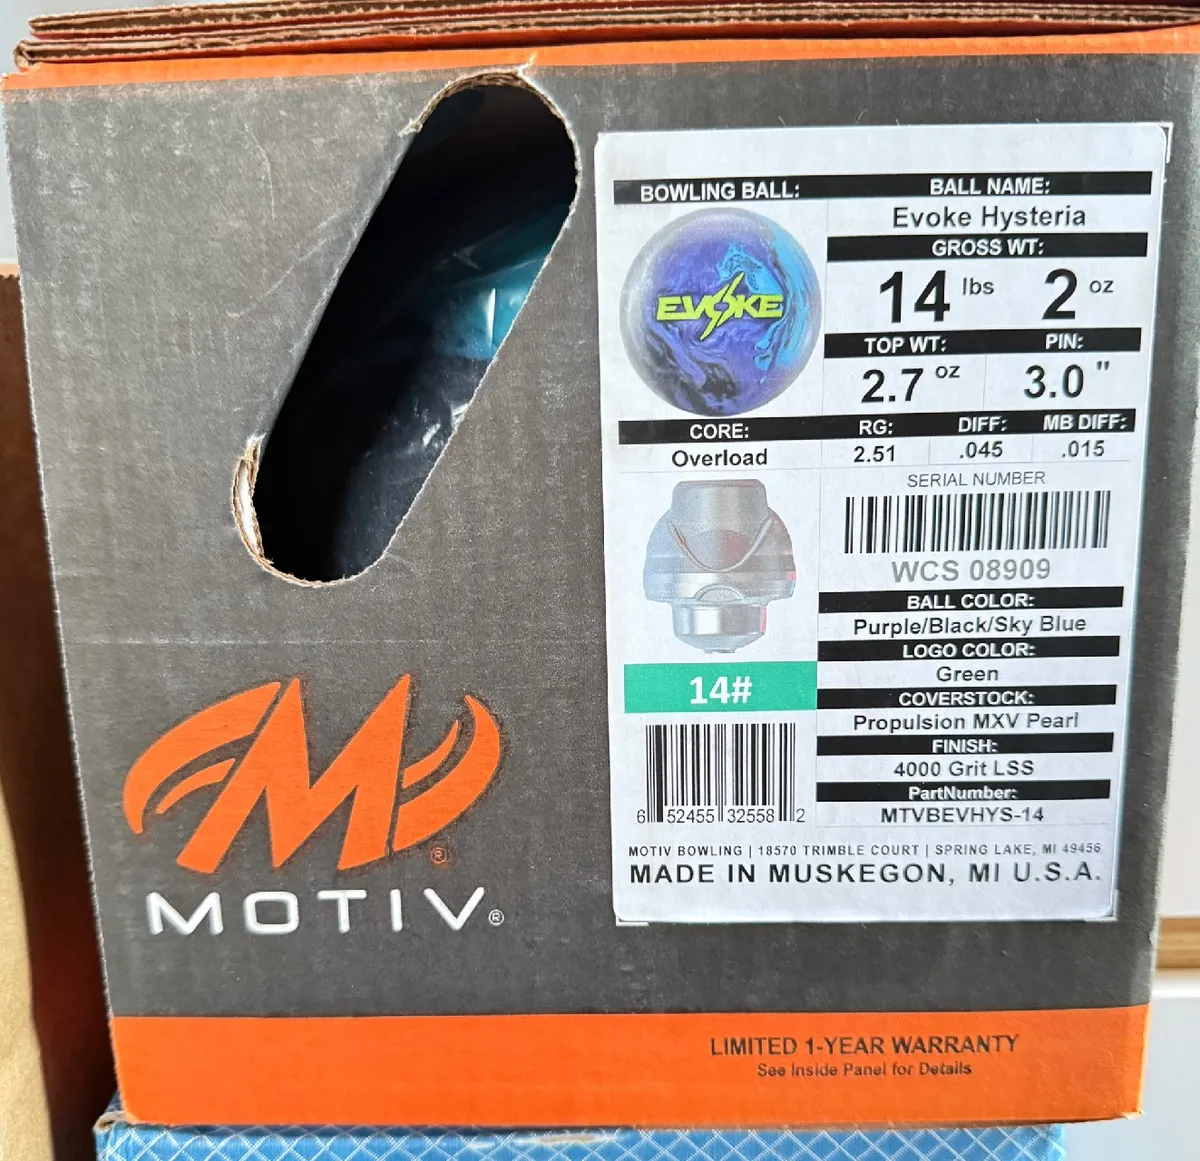 BOWLING BALL:
BALL NAME:
Evoke Hysteria
EVOKE
GROSS WT:
14 lbs 2 oz
TOP WT: PIN:
2.7 oz 3.0 "
CORE: RG: DIFF: MB DIFF:
Overload 2.51 .045 .015
SERIAL NUMBER
WCS 08909
BALL COLOR:
Purple/Black/Sky Blue
LOGO COLOR:
Green
14#
COVERSTOCK:
Propulsion MXV Pearl
FINISH:
4000 Grit LSS
PartNumber:
MTVBEVHYS-14
6 52455 32558 2
MOTIV BOWLING | 18570 TRIMBLE COURT | SPRING LAKE, MI 49456
MADE IN MUSKEGON, MI U.S.A.
M®
MOTIV®
LIMITED 1-YEAR WARRANTY
See Inside Panel for Details